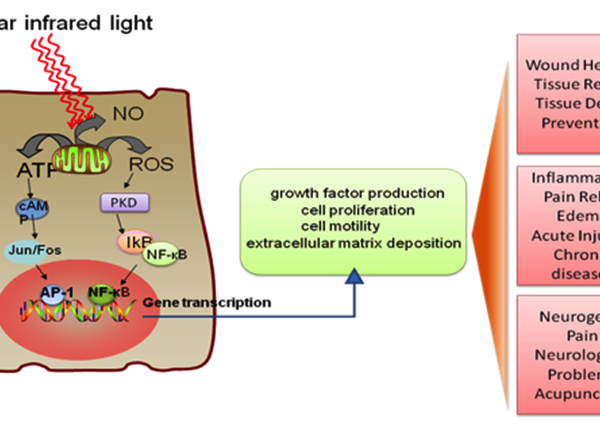 ar infrared light
NO
ATP
ROS
cAM
P
PKD
Jun/Fos
IkB
NF-κB
AP-1
NF-κB
Gene transcription
growth factor production
cell proliferation
cell motility
extracellular matrix deposition
Wound He
Tissue Re
Tissue De
Prevent
Inflamma
Pain Rel
Edem
Acute Inju
Chron
diseas
Neuroge
Pain
Neurolog
Proble
Acupunc